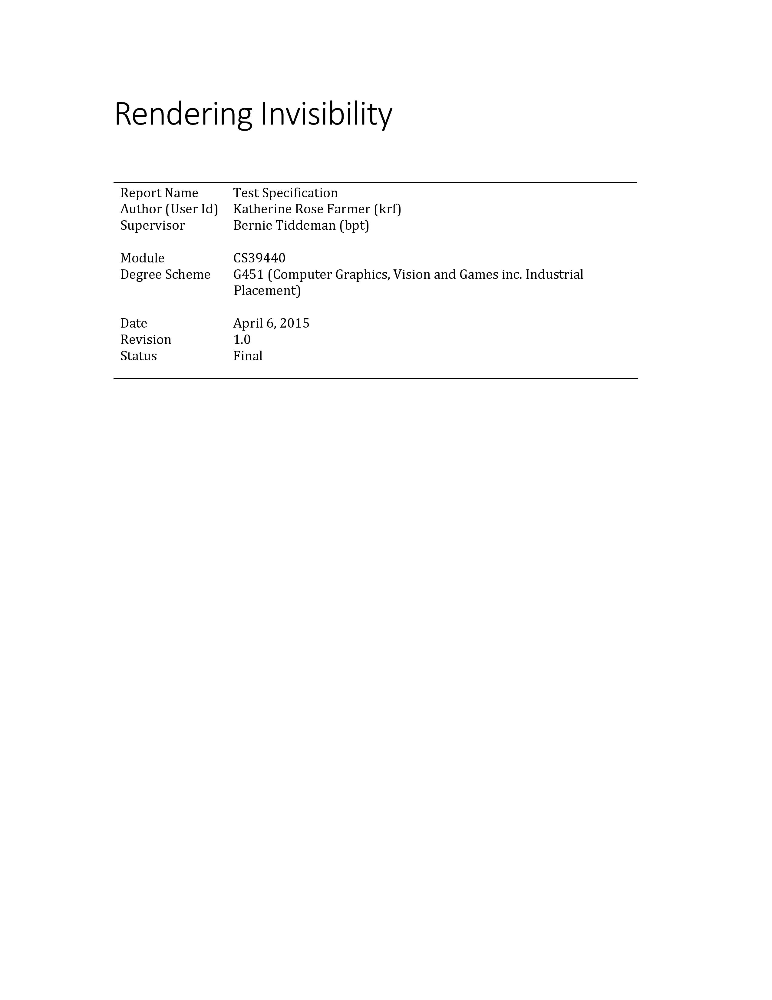 Rendering Invisibility
Report Name Test Specification
Author (User Id) Katherine Rose Farmer (krf)
Supervisor Bernie Tiddeman (bpt)
Module CS39440
Degree Scheme G451 (Computer Graphics, Vision and Games inc. Industrial
Placement)
Date April 6, 2015
Revision 1.0
Status Final